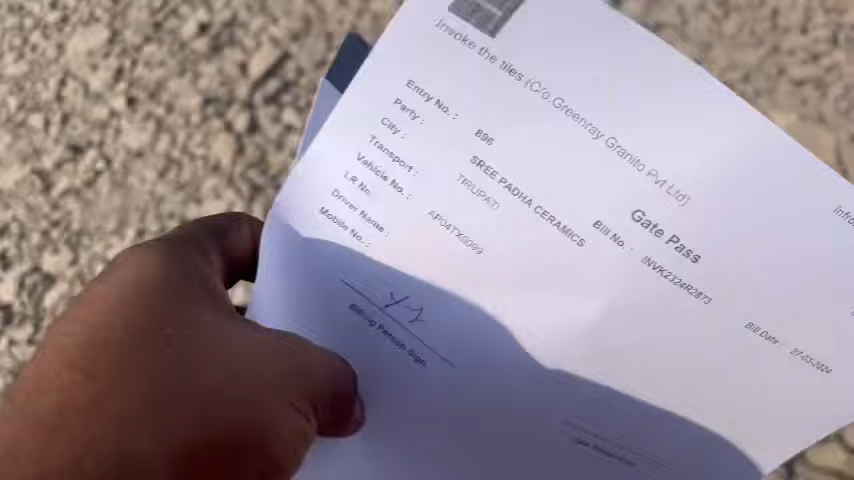 Invoke the tiles (C/o.Greenray Granito Pvt Ltd)
Gate Pass
Entry No. : 896
Bill No. : INVK2324R2873
Bill Date : 27-03-2024
Party : SREE PADHA CERAMICS
City : TIRUPATI
Transport :
Vehicle No. : AP04TX6099
LR No.
Driver Name :
Mobile No. :
Billing Person Sign.